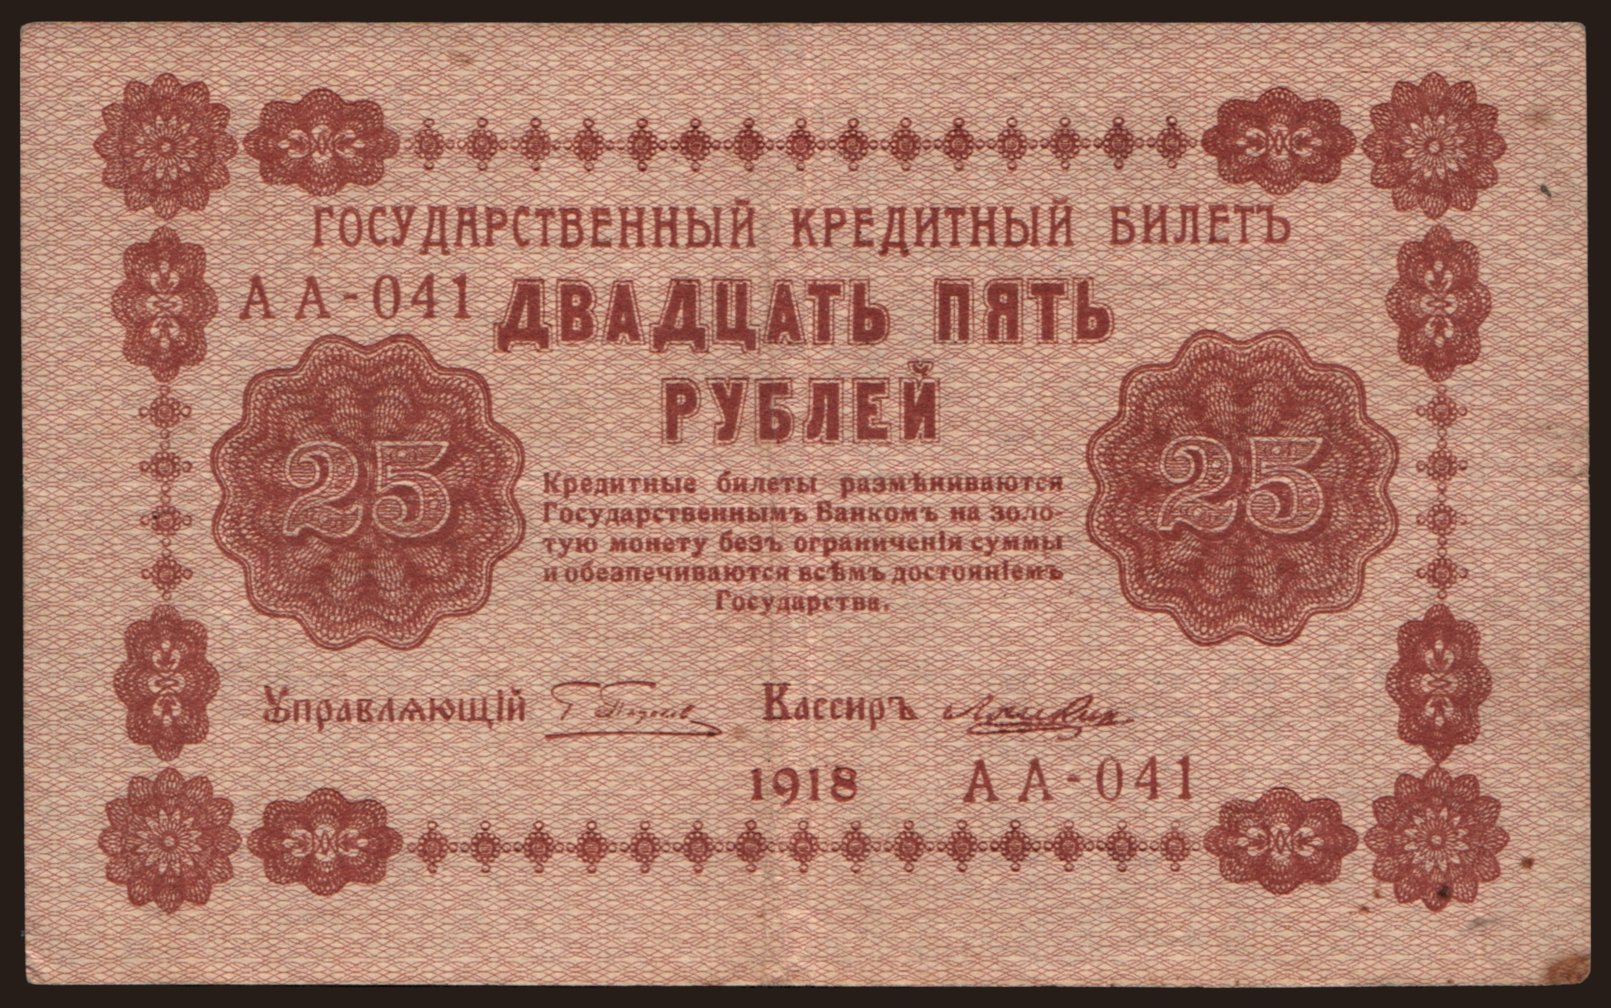 ГОСУДАРСТВЕННЫЙ КРЕДИТНЫЙ БИЛЕТЪ
АА-041
ДВАДЦАТЬ ПЯТЬ
РУБЛЕЙ
25
25
Кредитные билеты размѣниваются
Государственнымъ Банкомъ на золо-
тую монету безъ ограниченія суммы
и обезпечиваются всѣмъ достояніемъ
Государства.
Управляющій
Кассиръ
1918 АА-041